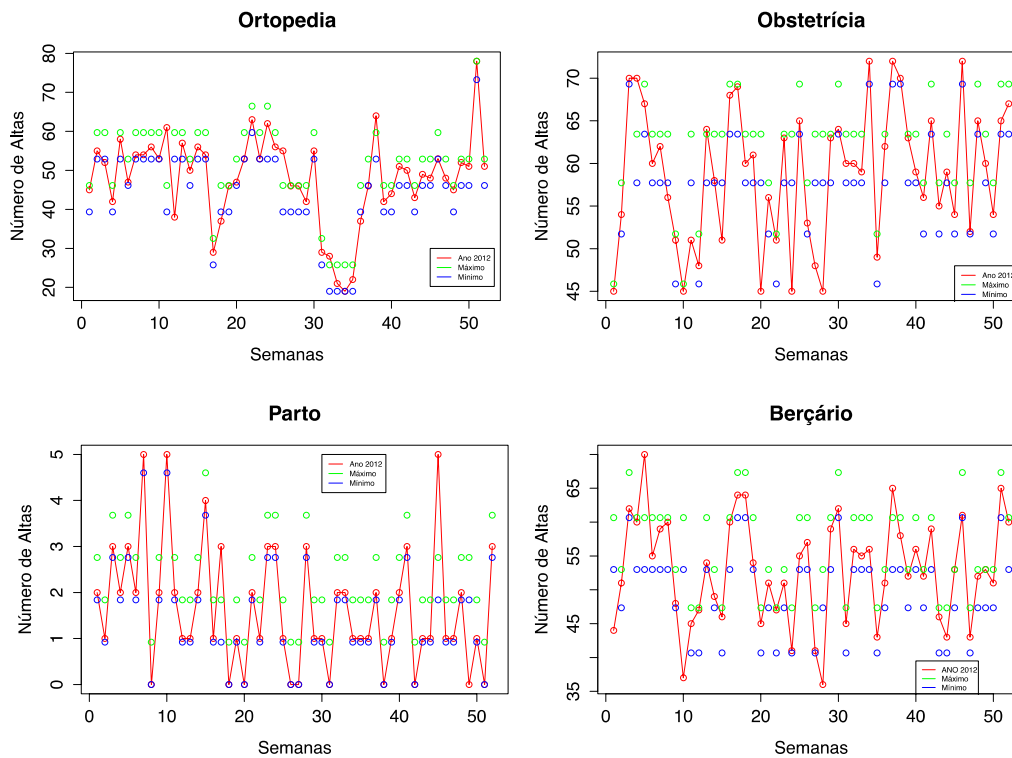 Ortopedia
Número de Altas
20 30 40 50 60 70 80
0 10 20 30 40 50
Semanas
Ano 2012
Máximo
Mínimo
Obstetrícia
Número de Altas
45 50 55 60 65 70
0 10 20 30 40 50
Semanas
Ano 2012
Máximo
Mínimo
Parto
Número de Altas
0 1 2 3 4 5
0 10 20 30 40 50
Semanas
Ano 2012
Máximo
Mínimo
Berçário
Número de Altas
35 45 55 65
0 10 20 30 40 50
Semanas
ANO 2012
Máximo
Mínimo